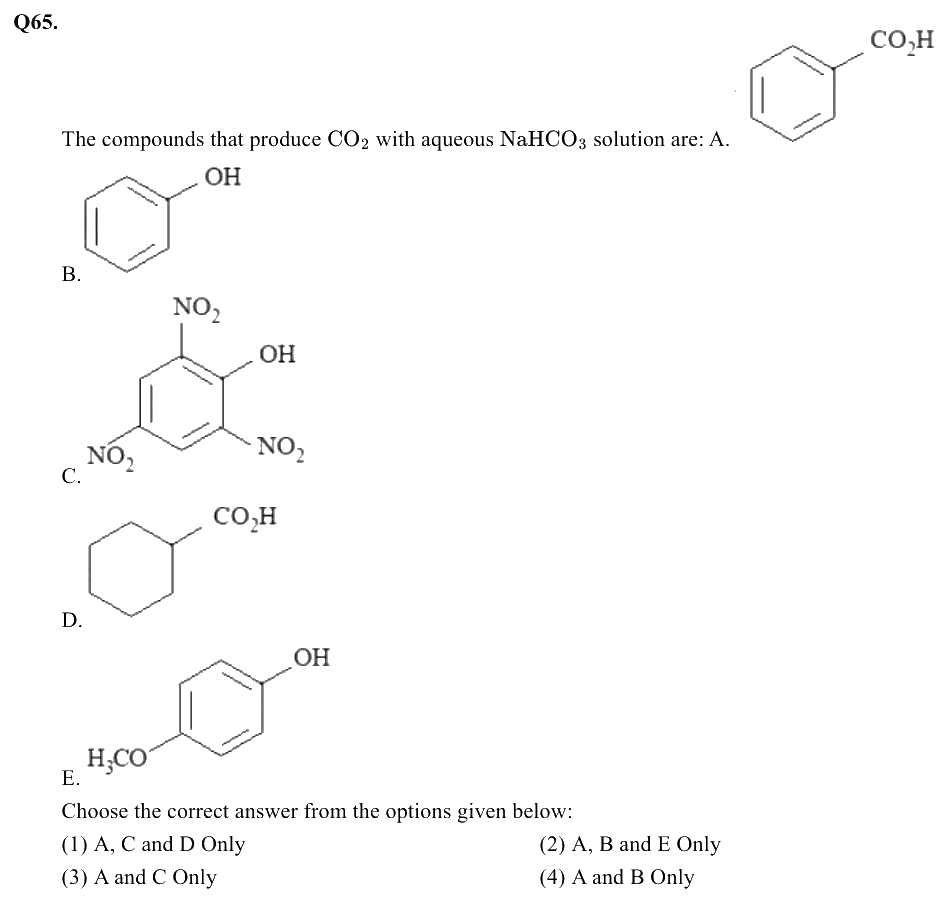 Q65.
CO₂H
The compounds that produce CO₂ with aqueous NaHCO₃ solution are: A.
OH
B.
NO₂
OH
NO₂
NO₂
C.
CO₂H
D.
OH
H₃CO
E.
Choose the correct answer from the options given below:
(1) A, C and D Only (2) A, B and E Only
(3) A and C Only (4) A and B Only